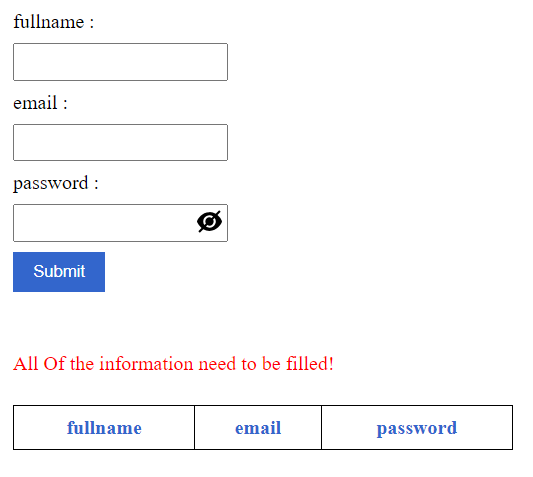 fullname :
email :
password :
Submit
All Of the information need to be filled!
fullname email password